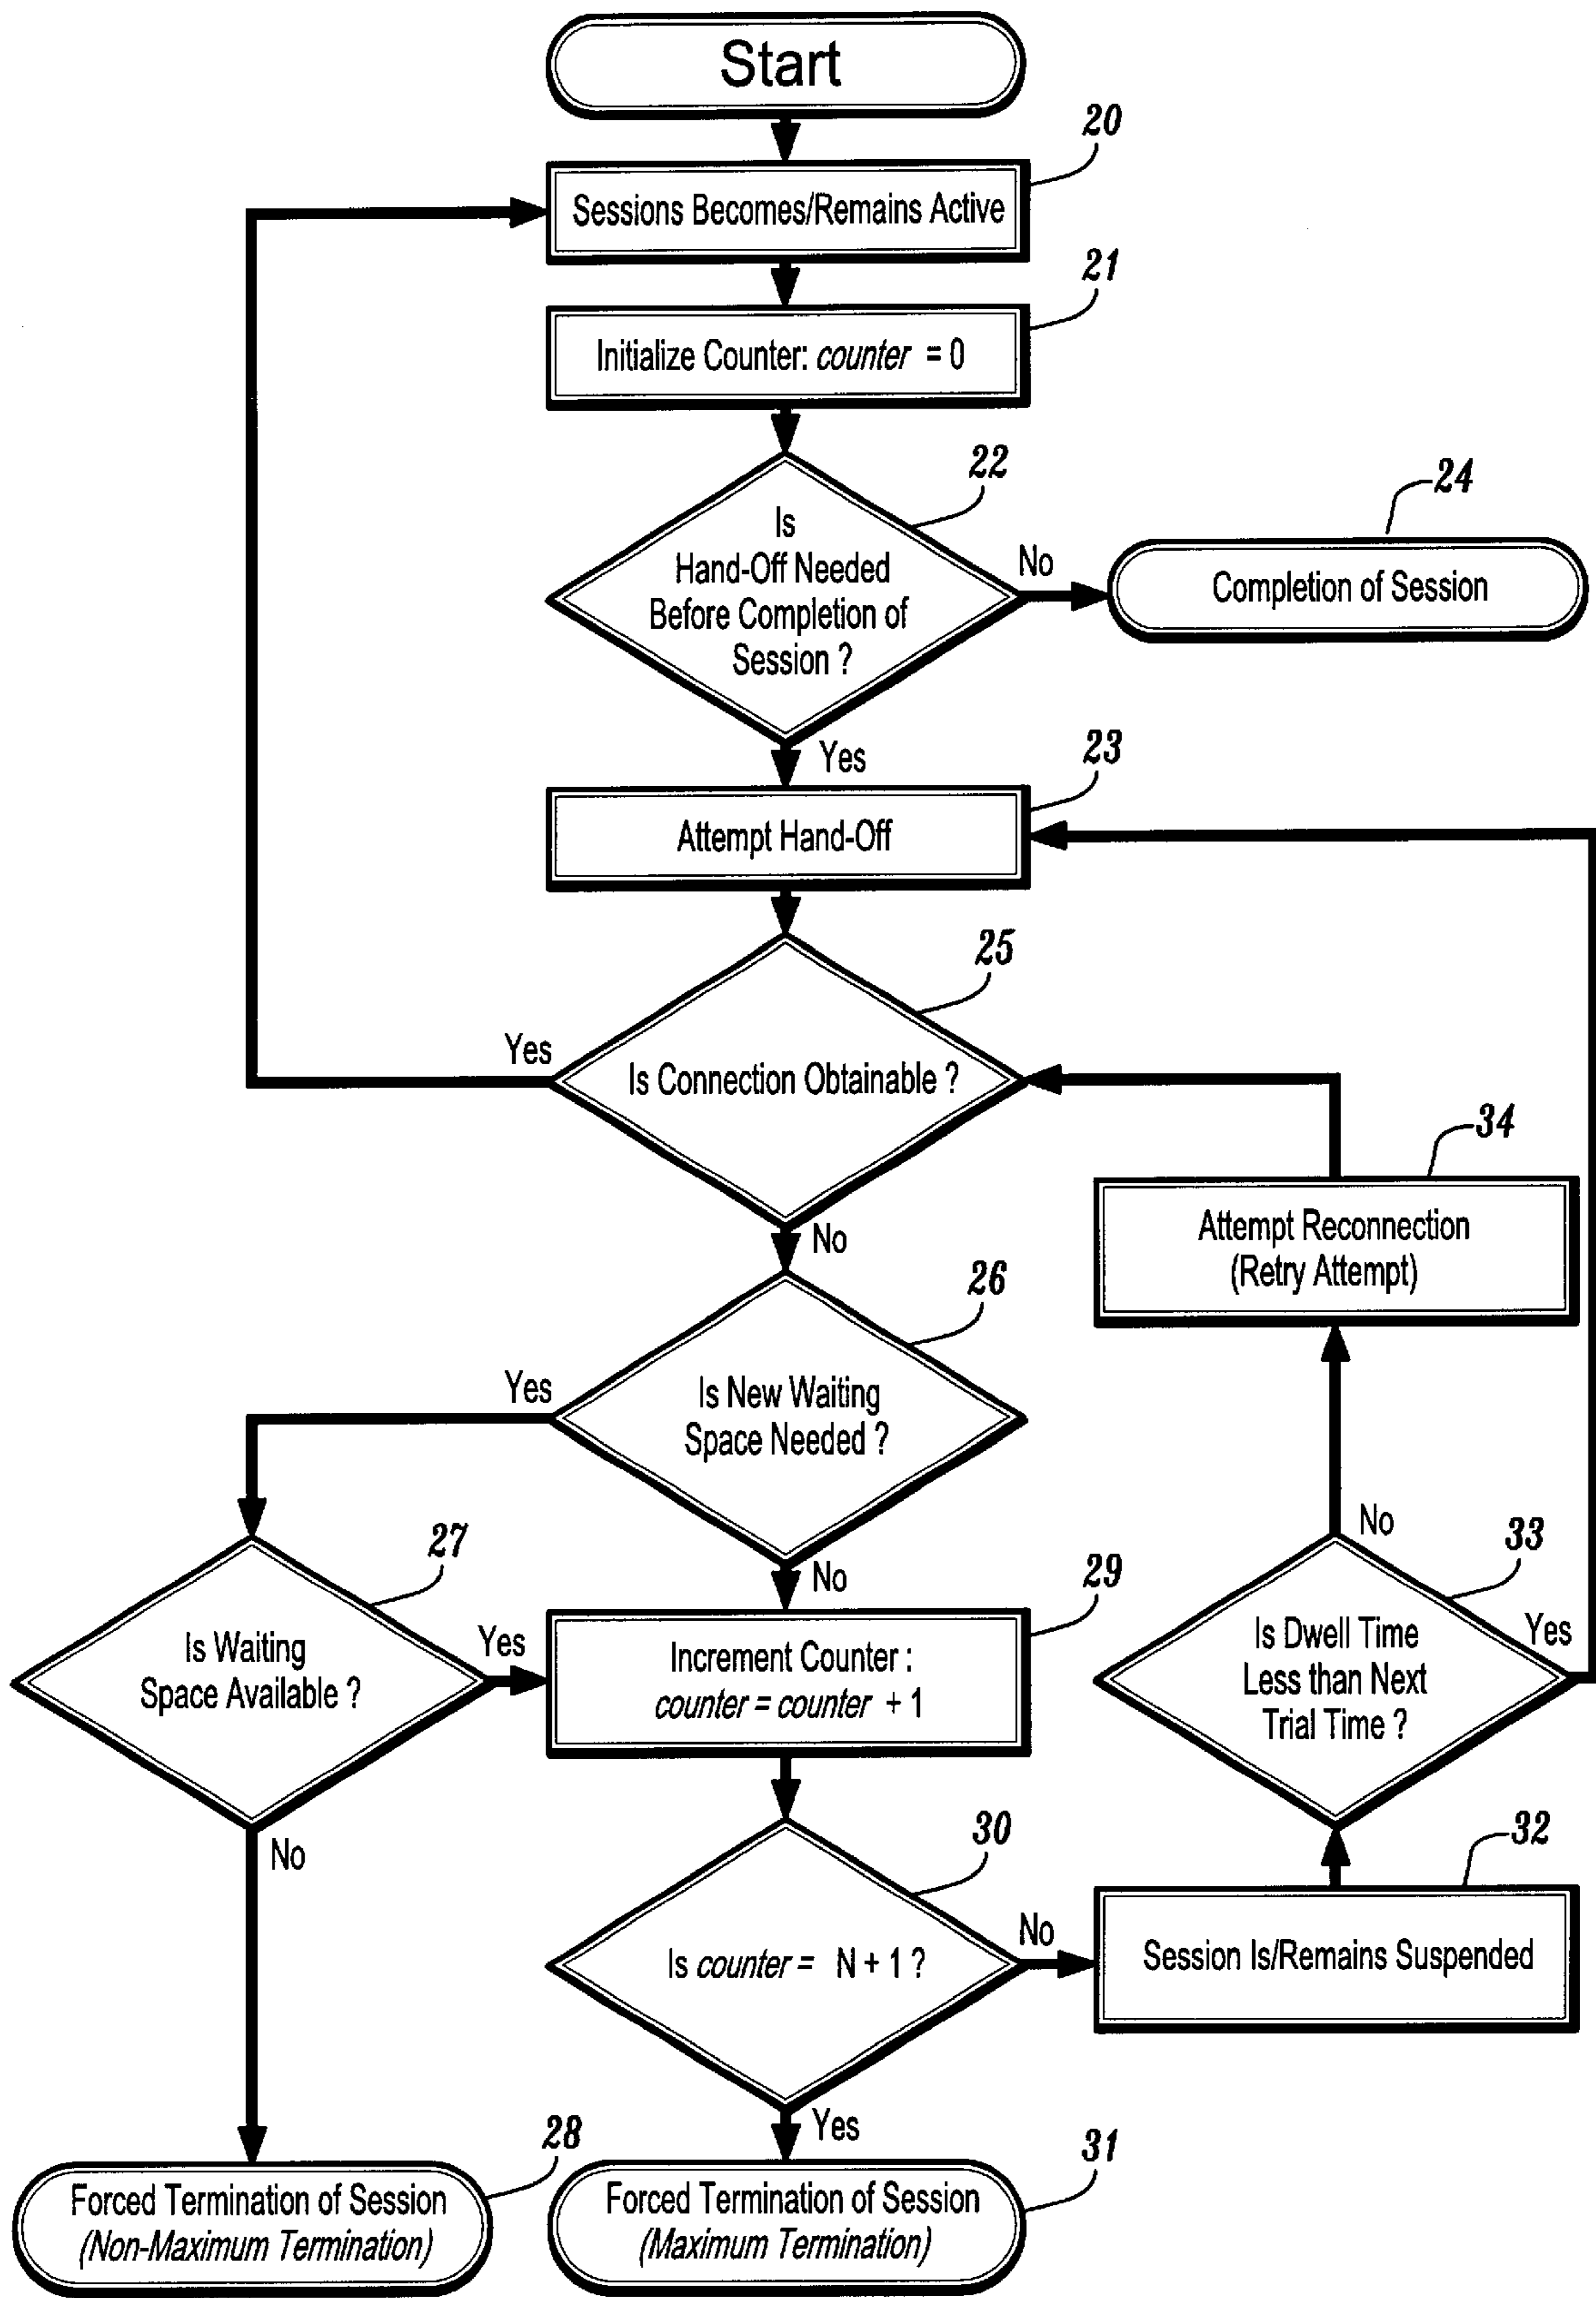 Start
20
Sessions Becomes/Remains Active
21
Initialize Counter: counter = 0
22
Is
Hand-Off Needed
Before Completion of
Session ?
No
24
Completion of Session
Yes
23
Attempt Hand-Off
25
Is Connection Obtainable ?
Yes
No
34
Attempt Reconnection
(Retry Attempt)
26
Is New Waiting
Space Needed ?
Yes
No
27
Is Waiting
Space Available ?
Yes
No
29
Increment Counter :
counter = counter + 1
33
Is Dwell Time
Less than Next
Trial Time ?
No
Yes
30
Is counter = N + 1 ?
No
32
Session Is/Remains Suspended
Yes
28
Forced Termination of Session
(Non-Maximum Termination)
31
Forced Termination of Session
(Maximum Termination)